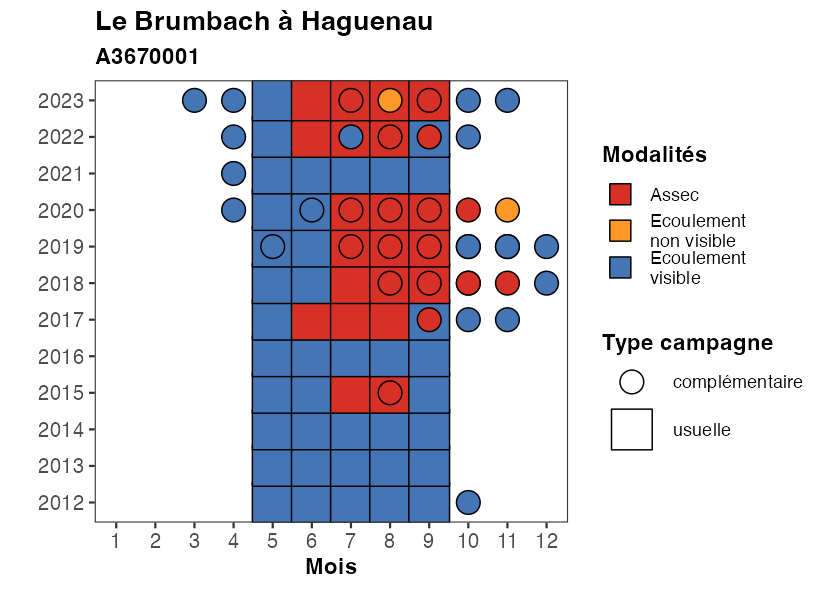 Le Brumbach à Haguenau
A3670001
2023
2022
2021
2020
2019
2018
2017
2016
2015
2014
2013
2012
1 2 3 4 5 6 7 8 9 10 11 12
Mois
Modalités
Assec
Ecoulement
non visible
Ecoulement
visible
Type campagne
complémentaire
usuelle